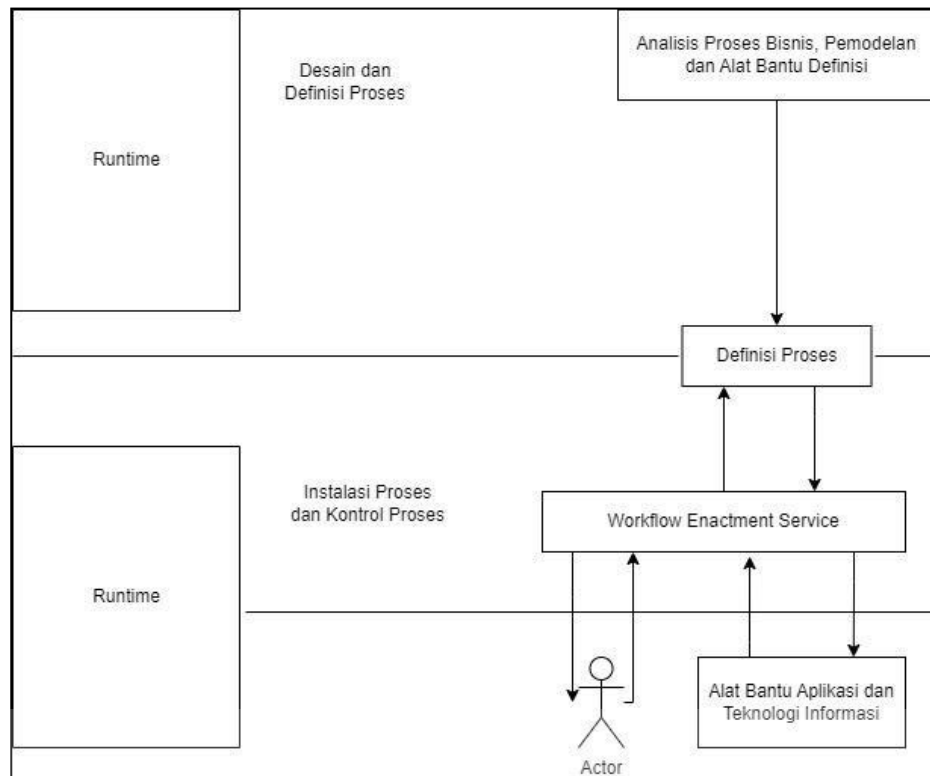 Runtime
Desain dan
Definisi Proses
Analisis Proses Bisnis, Pemodelan
dan Alat Bantu Definisi
Definisi Proses
Runtime
Instalasi Proses
dan Kontrol Proses
Workflow Enactment Service
Actor
Alat Bantu Aplikasi dan
Teknologi Informasi